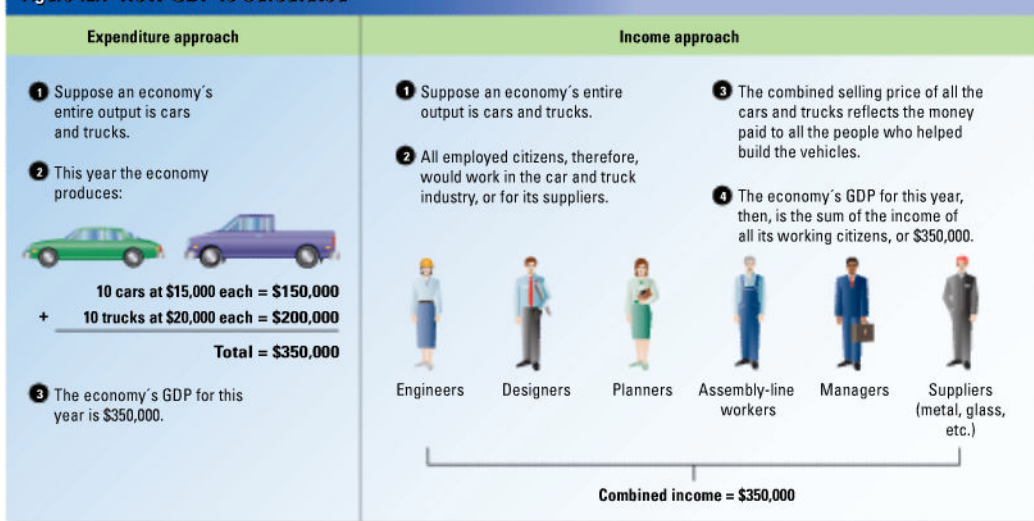 Expenditure approach
1 Suppose an economy´s
entire output is cars
and trucks.
2 This year the economy
produces:
10 cars at $15,000 each = $150,000
+ 10 trucks at $20,000 each = $200,000
Total = $350,000
3 The economy´s GDP for this
year is $350,000.
Income approach
1 Suppose an economy´s entire
output is cars and trucks.
2 All employed citizens, therefore,
would work in the car and truck
industry, or for its suppliers.
3 The combined selling price of all the
cars and trucks reflects the money
paid to all the people who helped
build the vehicles.
4 The economy´s GDP for this year,
then, is the sum of the income of
all its working citizens, or $350,000.
Engineers
Designers
Planners
Assembly-line
workers
Managers
Suppliers
(metal, glass,
etc.)
Combined income = $350,000